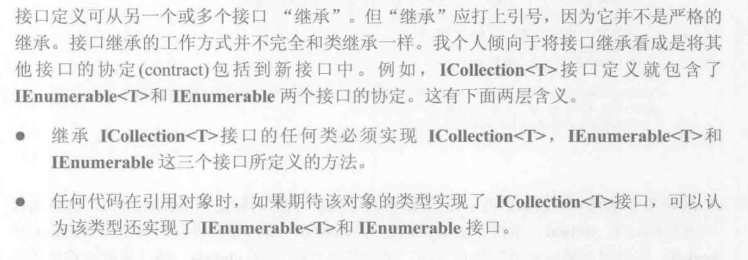 接口定义可从另一个或多个接口 “继承”。但“继承”应打上引号，因为它并不是严格的
继承。接口继承的工作方式并不完全和类继承一样。我个人倾向于将接口继承看成是将其
他接口的协定(contract)包括到新接口中。例如，ICollection<T>接口定义就包含了
IEnumerable<T>和 IEnumerable 两个接口的协定。这有下面两层含义。
● 继承 ICollection<T>接口的任何类必须实现 ICollection<T>，IEnumerable<T>和
IEnumerable 这三个接口所定义的方法。
● 任何代码在引用对象时，如果期待该对象的类型实现了 ICollection<T>接口，可以认
为该类型还实现了 IEnumerable<T>和 IEnumerable 接口。